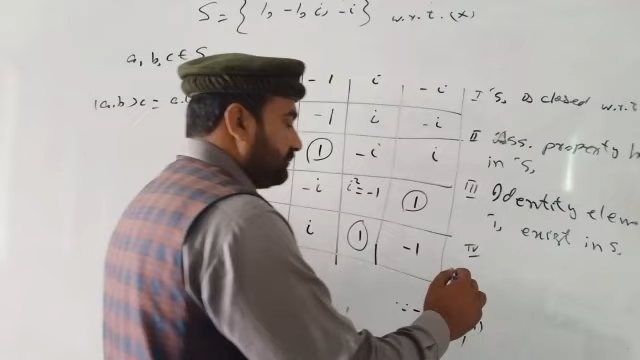 S = { 1, -1, i, -i } w.r.t. (x)
a, b, c ∈ S
(a.b) c = a.
-1 i -i
-1 i -i
1 -i i
-i i² = -1 1
i 1 -1
I 'S, is closed w.r.t
II Ass. property h
in 'S,
III Identity elem
1, exist in S,
IV